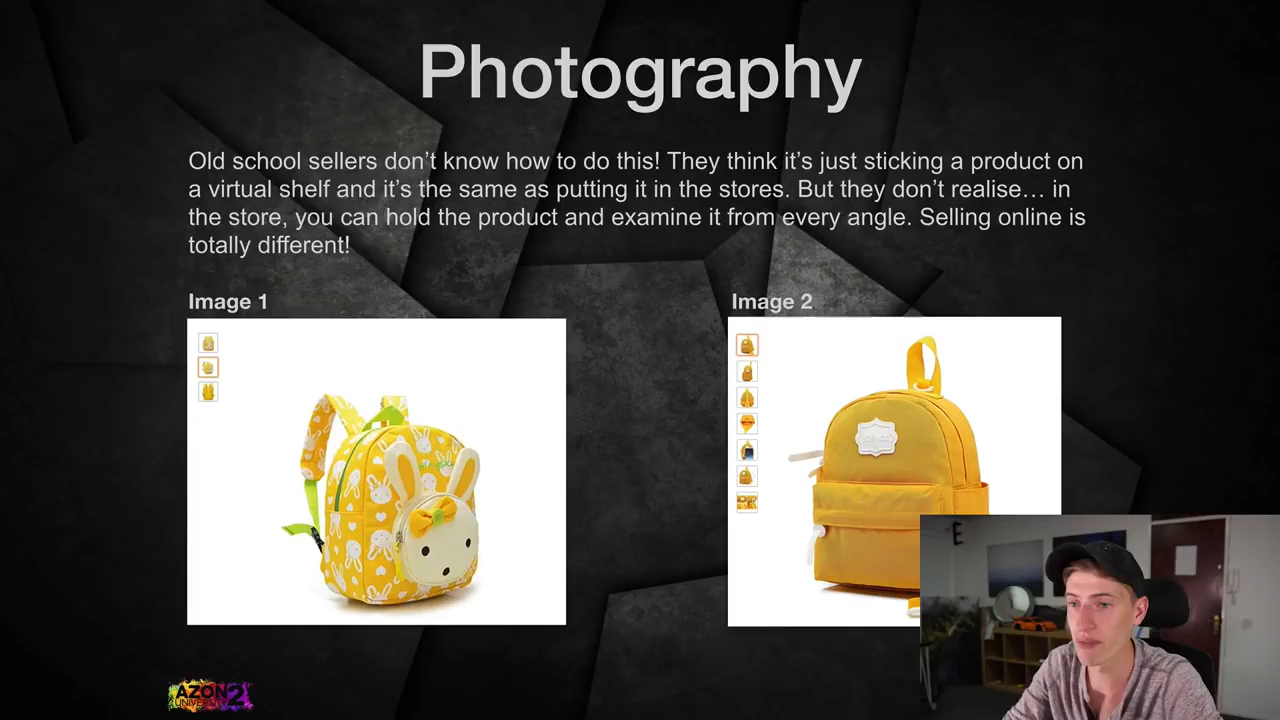 Photography
Old school sellers don’t know how to do this! They think it’s just sticking a product on
a virtual shelf and it’s the same as putting it in the stores. But they don’t realise… in
the store, you can hold the product and examine it from every angle. Selling online is
totally different!
Image 1
Image 2
AZON
UNIVERSITY
2